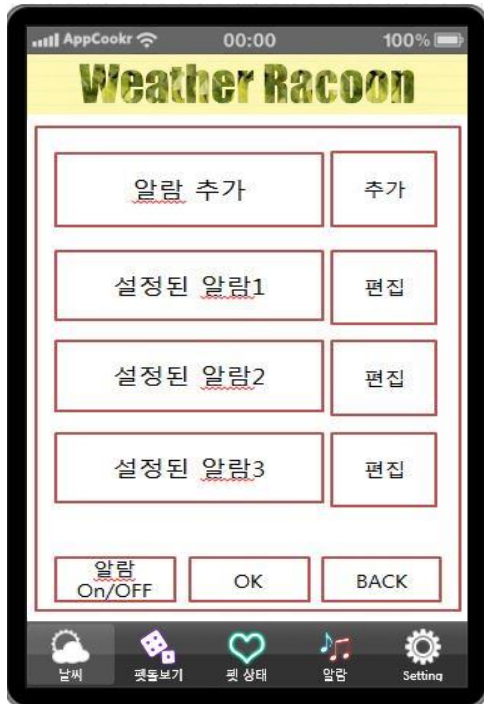 AppCookr 00:00 100%
Weather Racoon
알람 추가 추가
설정된 알람1 편집
설정된 알람2 편집
설정된 알람3 편집
알람
On/OFF OK BACK
날씨 펫돌보기 펫 상태 알람 Setting